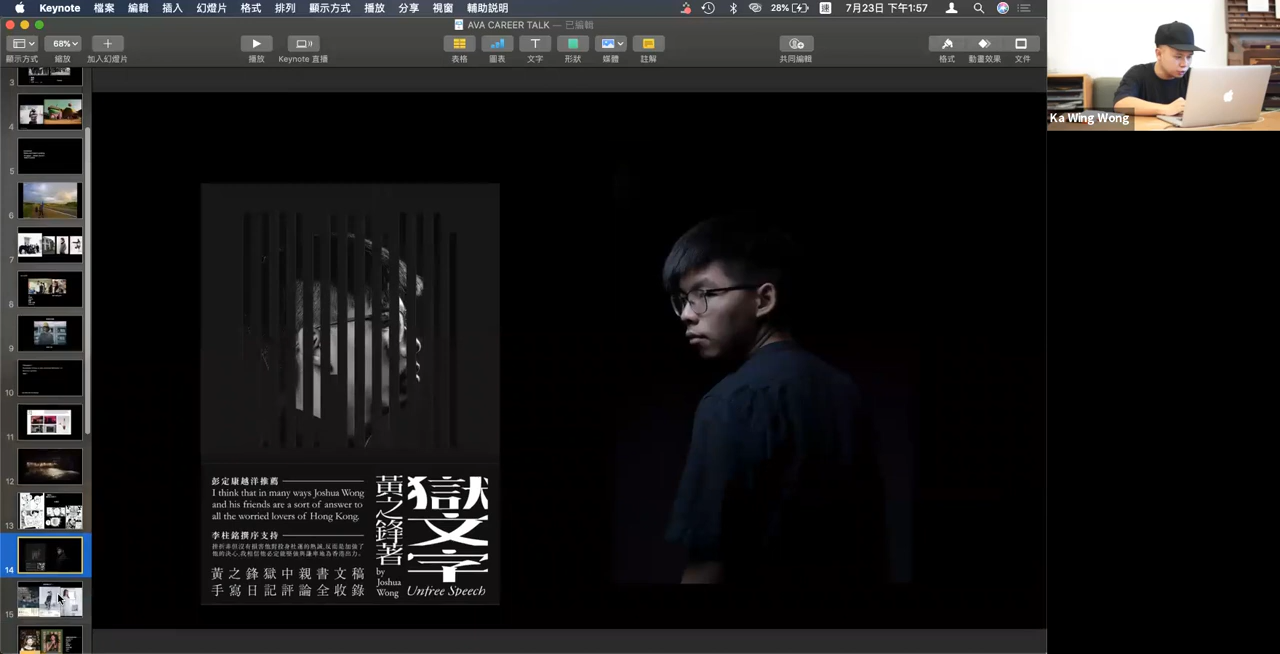 Keynote 檔案 編輯 插入 幻燈片 格式 排列 顯示方式 播放 分享 視窗 輔助說明
28% 7月23日 下午1:57
AVA CAREER TALK — 已編輯
68%
顯示方式 縮放 加入幻燈片 播放 Keynote 直播 表格 圖表 文字 形狀 媒體 註解 共同編輯 格式 動畫效果 文件
Ka Wing Wong
3
4
5
6
7
8
9
10
11
12
13
14
15
彭定康越洋推薦
I think that in many ways Joshua Wong
and his friends are a sort of answer to
all the worried lovers of Hong Kong.
李柱銘撰序支持
黃之鋒獄中親書文稿
手寫日記評論全收錄
黃之鋒著
by
Joshua
Wong
獄文字
Unfree Speech